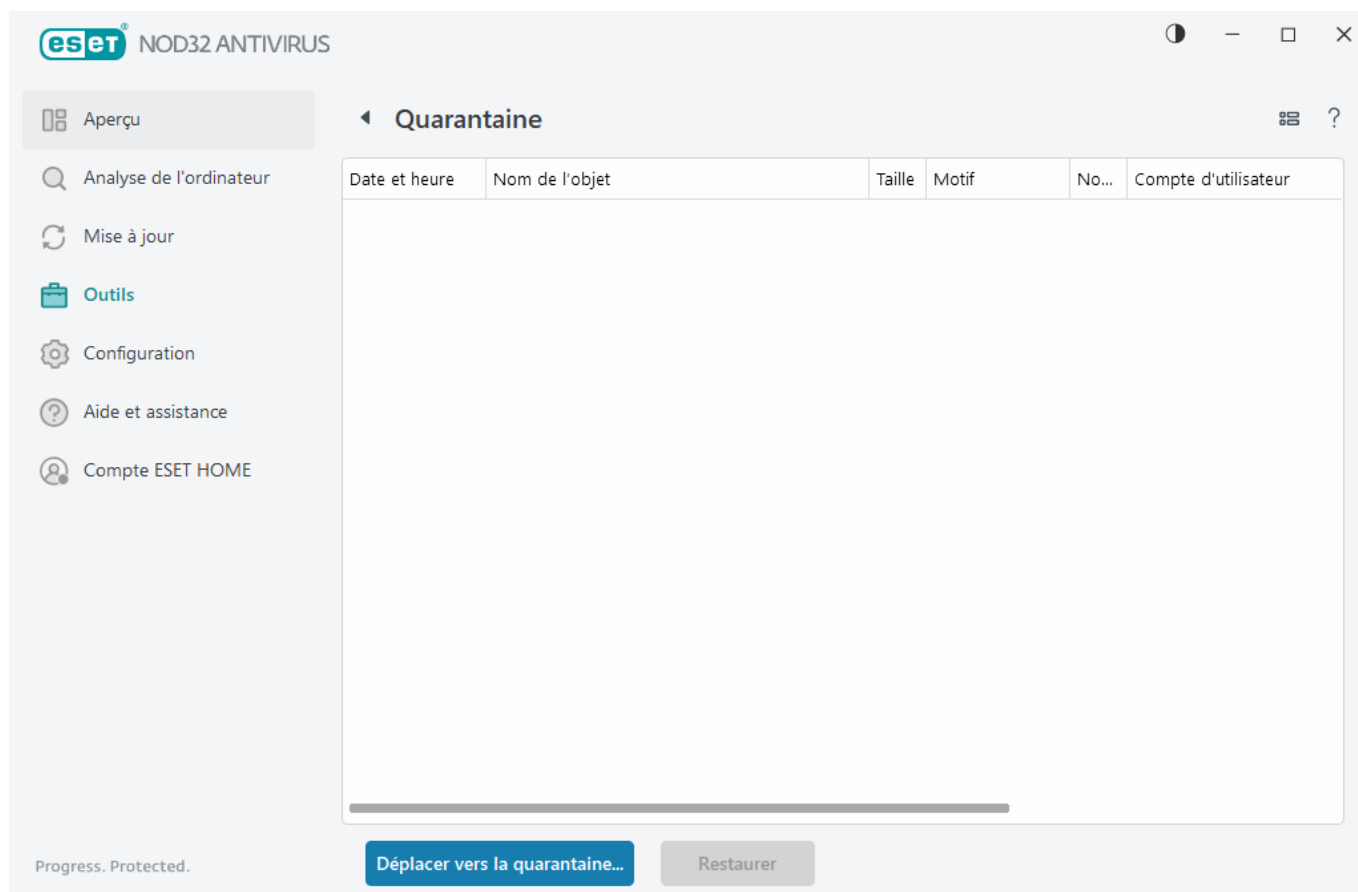 eset® NOD32 ANTIVIRUS
Aperçu
Analyse de l'ordinateur
Mise à jour
Outils
Configuration
Aide et assistance
Compte ESET HOME
Progress. Protected.
Quarantaine
?
Date et heure Nom de l'objet Taille Motif No... Compte d'utilisateur
Déplacer vers la quarantaine... Restaurer